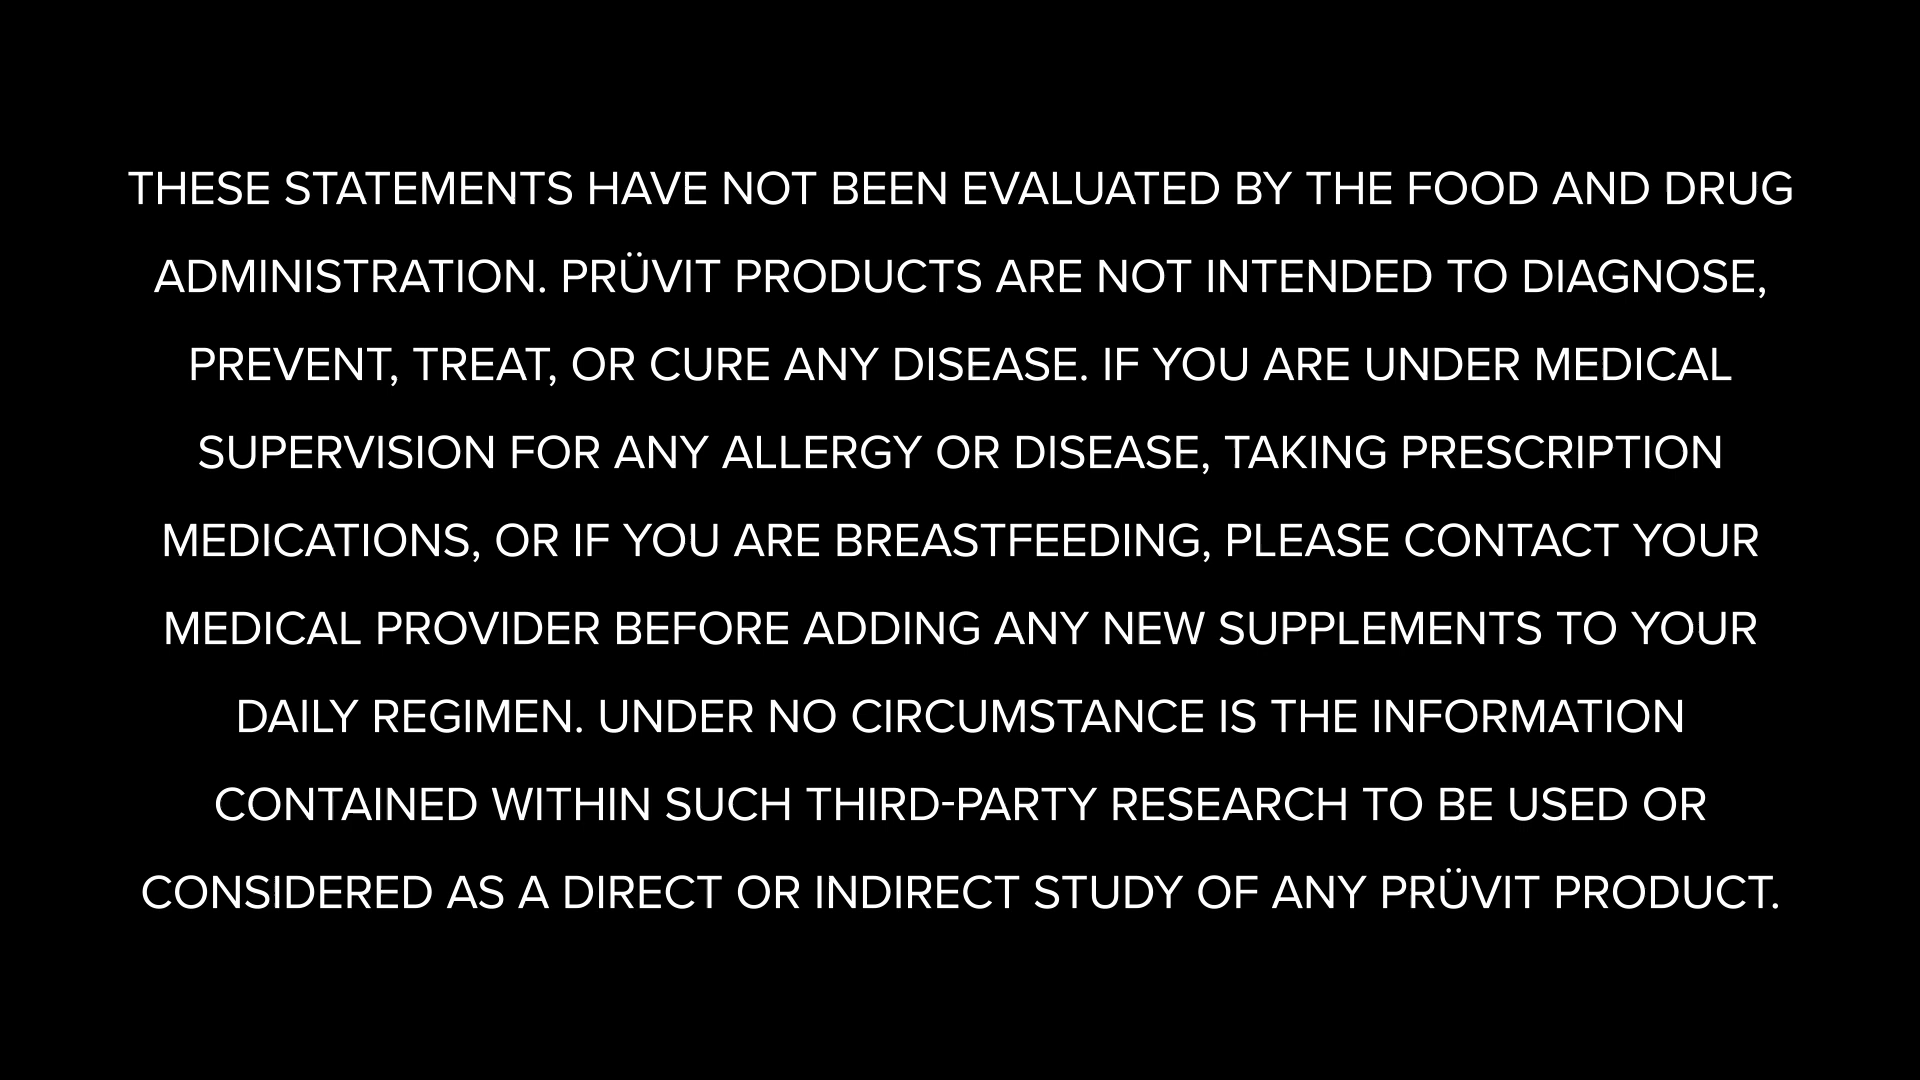 THESE STATEMENTS HAVE NOT BEEN EVALUATED BY THE FOOD AND DRUG
ADMINISTRATION. PRÜVIT PRODUCTS ARE NOT INTENDED TO DIAGNOSE,
PREVENT, TREAT, OR CURE ANY DISEASE. IF YOU ARE UNDER MEDICAL
SUPERVISION FOR ANY ALLERGY OR DISEASE, TAKING PRESCRIPTION
MEDICATIONS, OR IF YOU ARE BREASTFEEDING, PLEASE CONTACT YOUR
MEDICAL PROVIDER BEFORE ADDING ANY NEW SUPPLEMENTS TO YOUR
DAILY REGIMEN. UNDER NO CIRCUMSTANCE IS THE INFORMATION
CONTAINED WITHIN SUCH THIRD-PARTY RESEARCH TO BE USED OR
CONSIDERED AS A DIRECT OR INDIRECT STUDY OF ANY PRÜVIT PRODUCT.